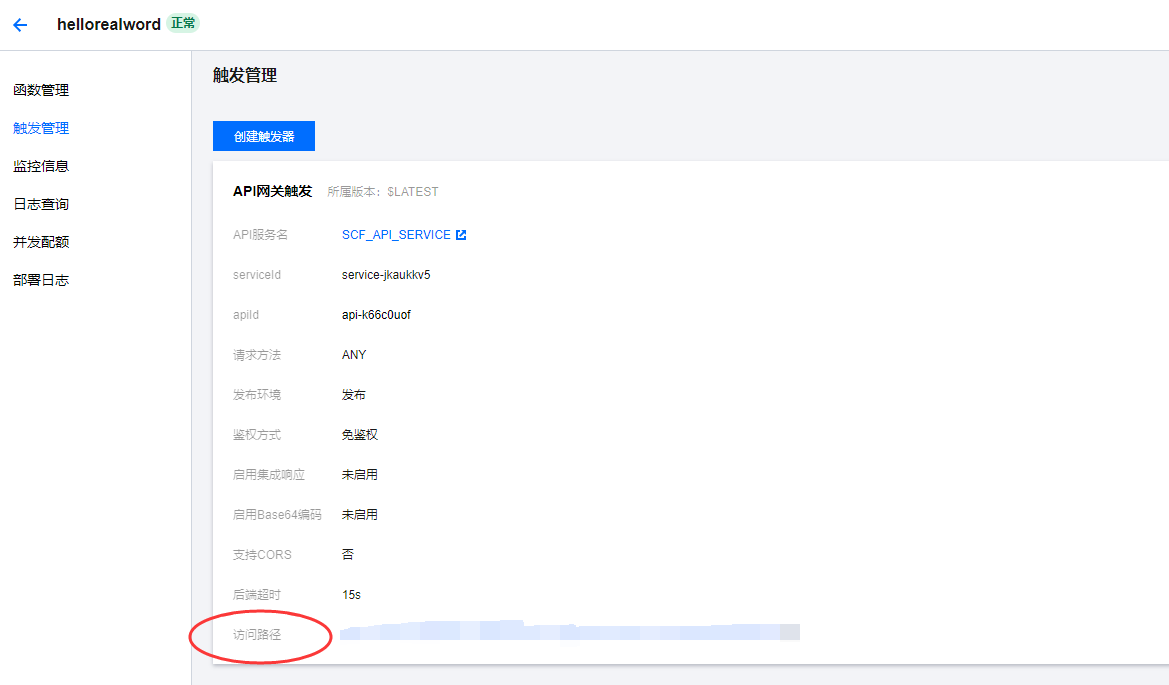 hellorealword 正常
函数管理
触发管理
监控信息
日志查询
并发配额
部署日志
触发管理
创建触发器
API网关触发 所属版本: $LATEST
API服务名 SCF_API_SERVICE
serviceId service-jkaukkv5
apiId api-k66c0uof
请求方法 ANY
发布环境 发布
鉴权方式 免鉴权
启用集成响应 未启用
启用Base64编码 未启用
支持CORS 否
后端超时 15s
访问路径